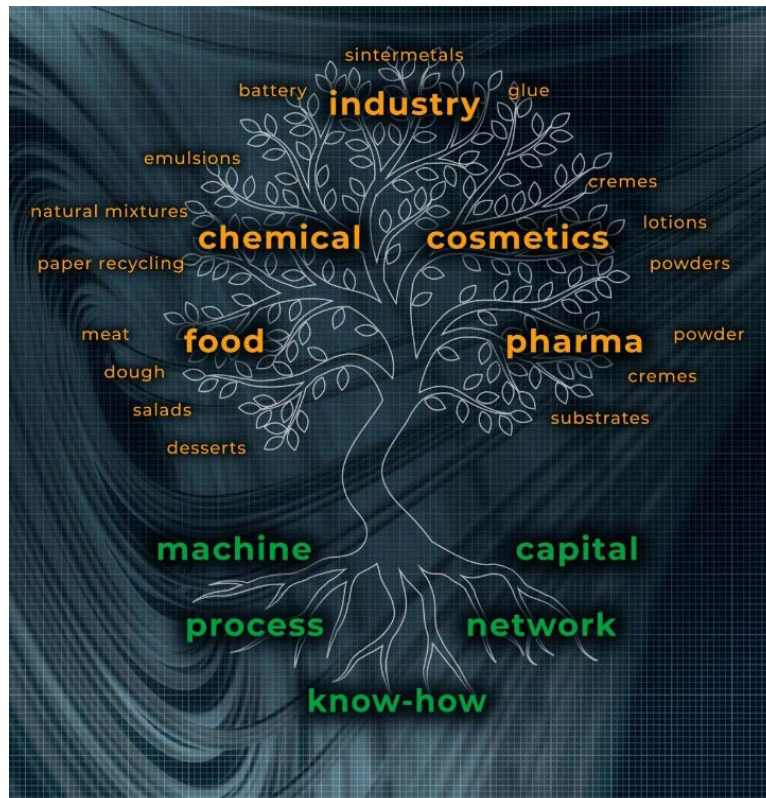 sintermetals
battery
industry
glue
emulsions
cremes
natural mixtures
chemical
cosmetics
lotions
paper recycling
powders
meat
food
pharma
powder
dough
cremes
salads
substrates
desserts
machine
capital
process
network
know-how